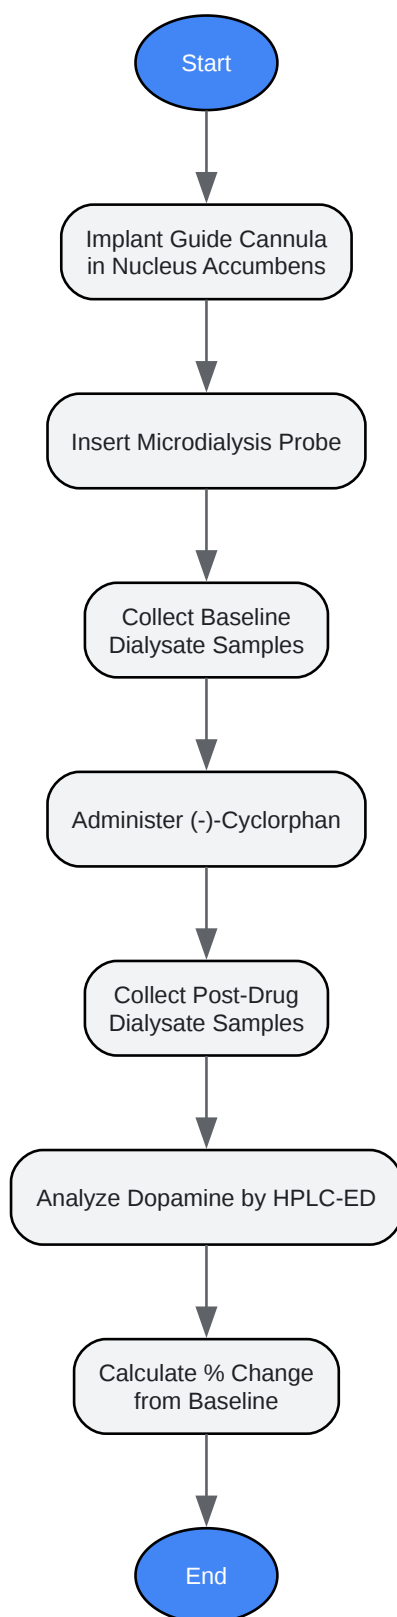 Start
Implant Guide Cannula
in Nucleus Accumbens
Insert Microdialysis Probe
Collect Baseline
Dialysate Samples
Administer (-)-Cyclorphan
Collect Post-Drug
Dialysate Samples
Analyze Dopamine by HPLC-ED
Calculate % Change
from Baseline
End